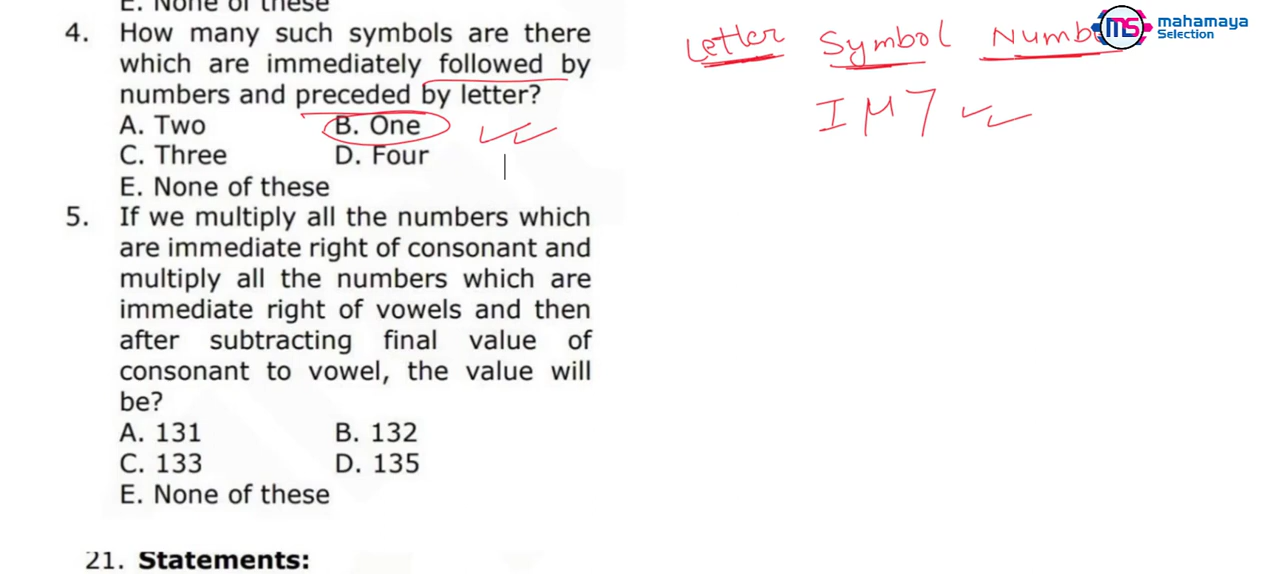 E. None of these
4. How many such symbols are there
which are immediately followed by
numbers and preceded by letter?
A. Two B. One
C. Three D. Four
E. None of these
5. If we multiply all the numbers which
are immediate right of consonant and
multiply all the numbers which are
immediate right of vowels and then
after subtracting final value of
consonant to vowel, the value will
be?
A. 131 B. 132
C. 133 D. 135
E. None of these
21. Statements:
Letter Symbol Numb
I M 7
MS mahamaya
Selection